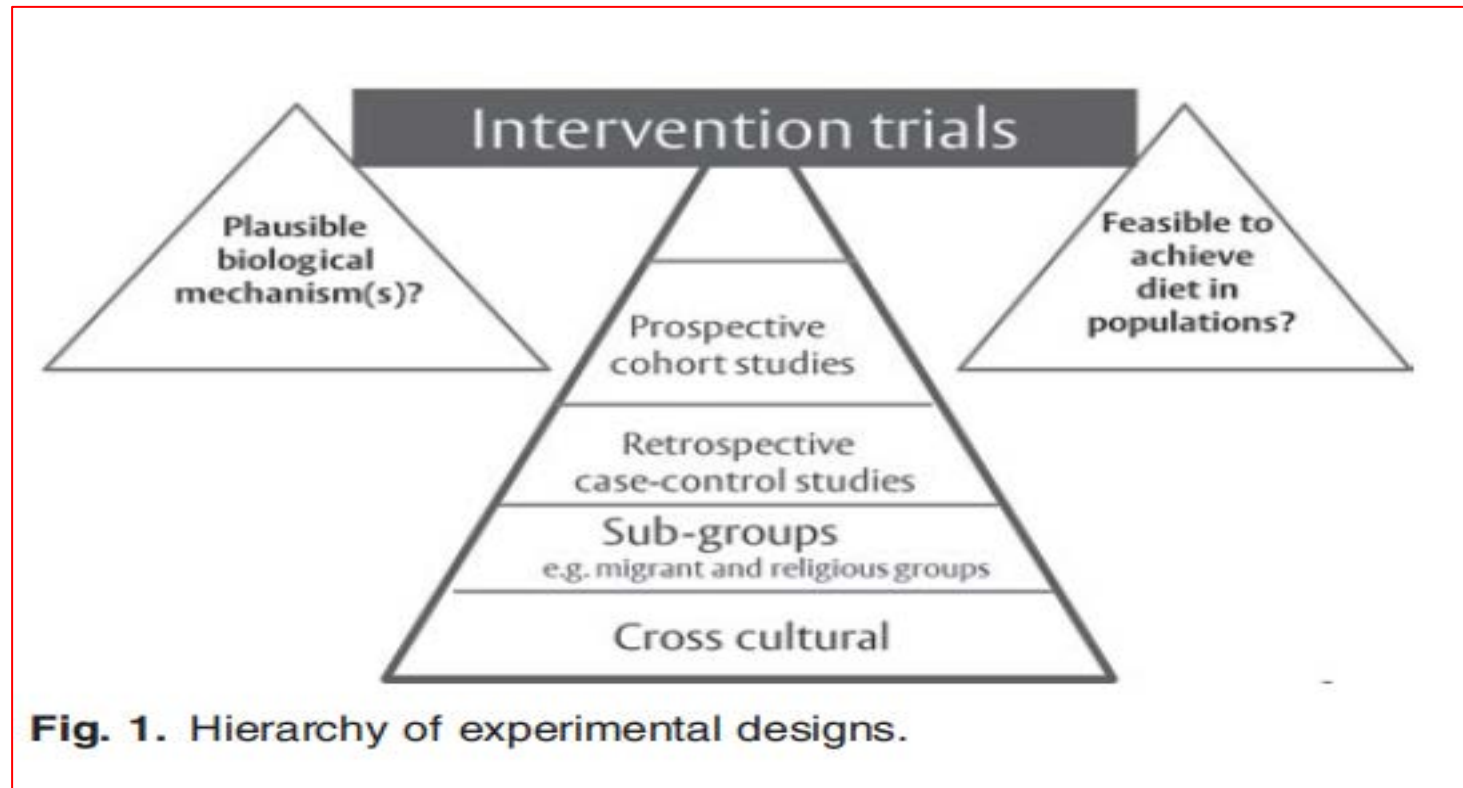 Intervention trials
Plausible
biological
mechanism(s)?
Feasible to
achieve
diet in
populations?
Prospective
cohort studies
Retrospective
case-control studies
Sub-groups
e.g. migrant and religious groups
Cross cultural
Fig. 1. Hierarchy of experimental designs.